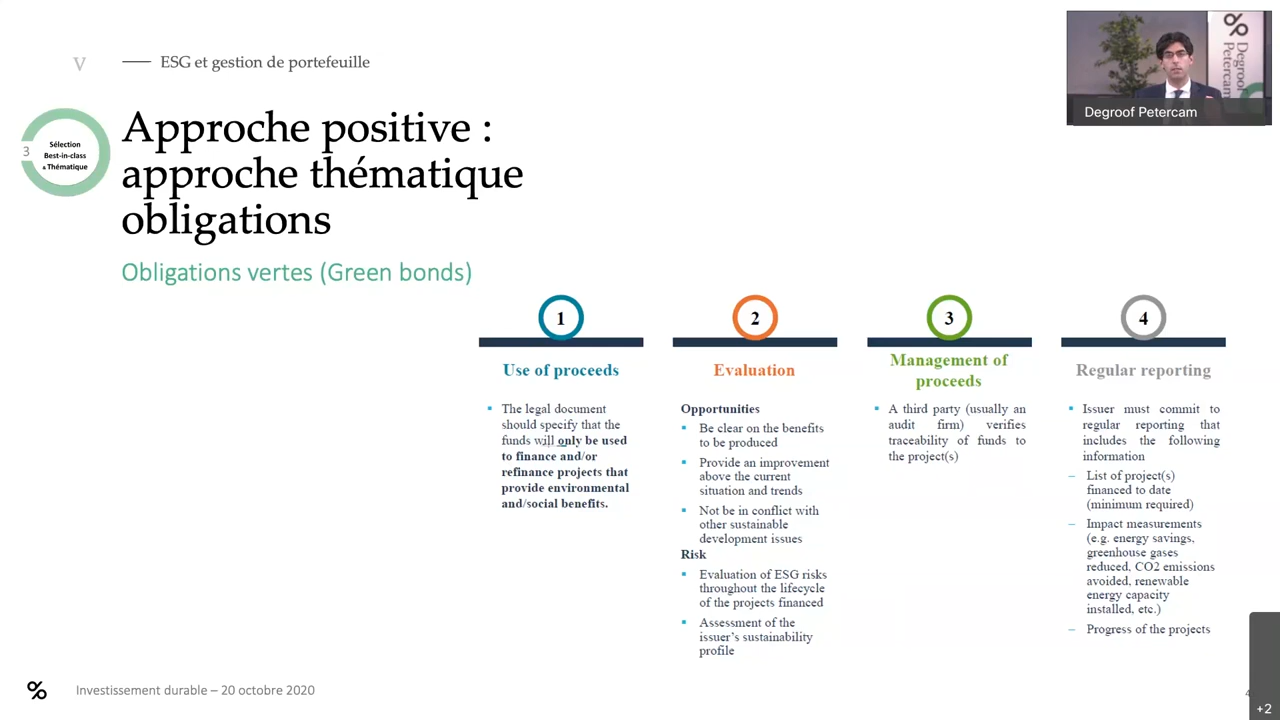 V
ESG et gestion de portefeuille
3
Sélection
Best-in-class
& Thématique
Approche positive :
approche thématique
obligations
Obligations vertes (Green bonds)
Degroof
Petercam
Degroof Petercam
1
Use of proceeds
The legal document
should specify that the
funds will only be used
to finance and/or
refinance projects that
provide environmental
and/social benefits.
2
Evaluation
Opportunities
Be clear on the benefits
to be produced
Provide an improvement
above the current
situation and trends
Not be in conflict with
other sustainable
development issues
Risk
Evaluation of ESG risks
throughout the lifecycle
of the projects financed
Assessment of the
issuer's sustainability
profile
3
Management of
proceeds
A third party (usually an
audit firm) verifies
traceability of funds to
the project(s)
4
Regular reporting
Issuer must commit to
regular reporting that
includes the following
information
– List of project(s)
financed to date
(minimum required)
– Impact measurements
(e.g. energy savings,
greenhouse gases
reduced, CO2 emissions
avoided, renewable
energy capacity
installed, etc.)
– Progress of the projects
Investissement durable – 20 octobre 2020
+2